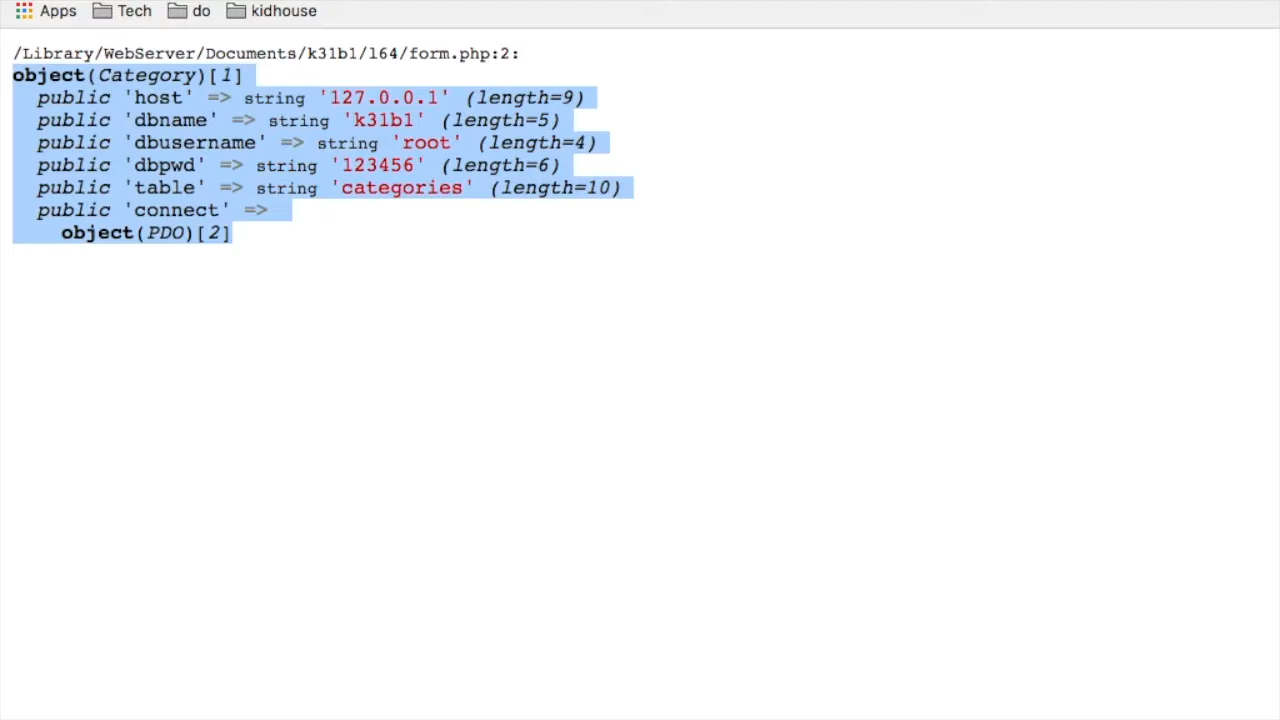 Apps Tech do kidhouse
/Library/WebServer/Documents/k31b1/l64/form.php:2:
object(Category)[1]
public 'host' => string '127.0.0.1' (length=9)
public 'dbname' => string 'k31b1' (length=5)
public 'dbusername' => string 'root' (length=4)
public 'dbpwd' => string '123456' (length=6)
public 'table' => string 'categories' (length=10)
public 'connect' =>
object(PDO)[2]